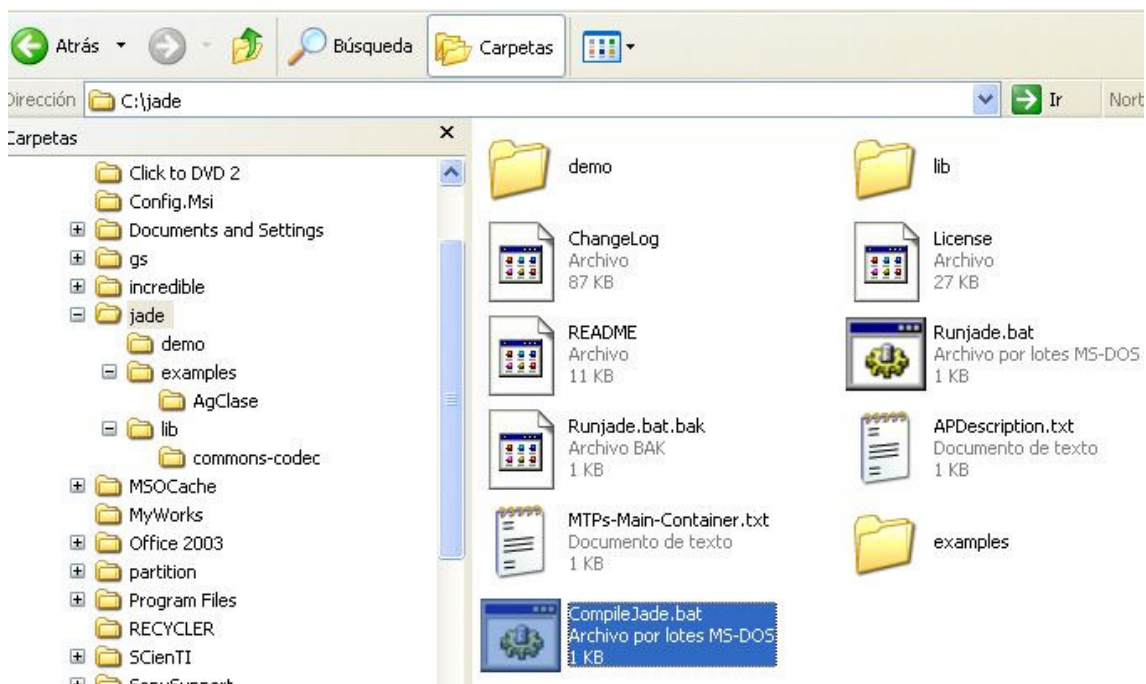 Atrás
Búsqueda
Carpetas
Dirección C:\jade Ir Nort
Carpetas
Click to DVD 2
Config.Msi
Documents and Settings
gs
incredible
jade
demo
examples
AgClase
lib
commons-codec
MSOCache
MyWorks
Office 2003
partition
Program Files
RECYCLER
SCienTI
SonySupport
demo
lib
ChangeLog
Archivo
87 KB
License
Archivo
27 KB
README
Archivo
11 KB
Runjade.bat
Archivo por lotes MS-DOS
1 KB
Runjade.bat.bak
Archivo BAK
1 KB
APDescription.txt
Documento de texto
1 KB
MTPs-Main-Container.txt
Documento de texto
1 KB
examples
CompileJade.bat
Archivo por lotes MS-DOS
1 KB